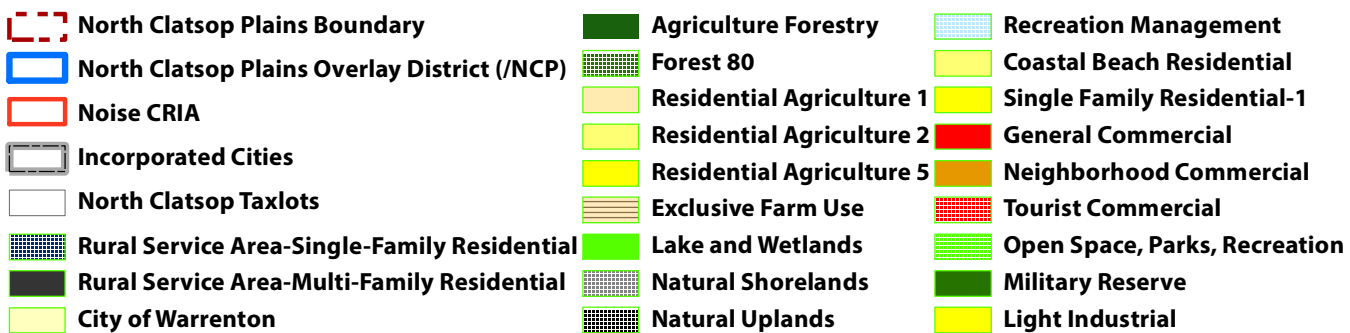 North Clatsop Plains Boundary
North Clatsop Plains Overlay District (/NCP)
Noise CRIA
Incorporated Cities
North Clatsop Taxlots
Rural Service Area-Single-Family Residential
Rural Service Area-Multi-Family Residential
City of Warrenton
Agriculture Forestry
Forest 80
Residential Agriculture 1
Residential Agriculture 2
Residential Agriculture 5
Exclusive Farm Use
Lake and Wetlands
Natural Shorelands
Natural Uplands
Recreation Management
Coastal Beach Residential
Single Family Residential-1
General Commercial
Neighborhood Commercial
Tourist Commercial
Open Space, Parks, Recreation
Military Reserve
Light Industrial